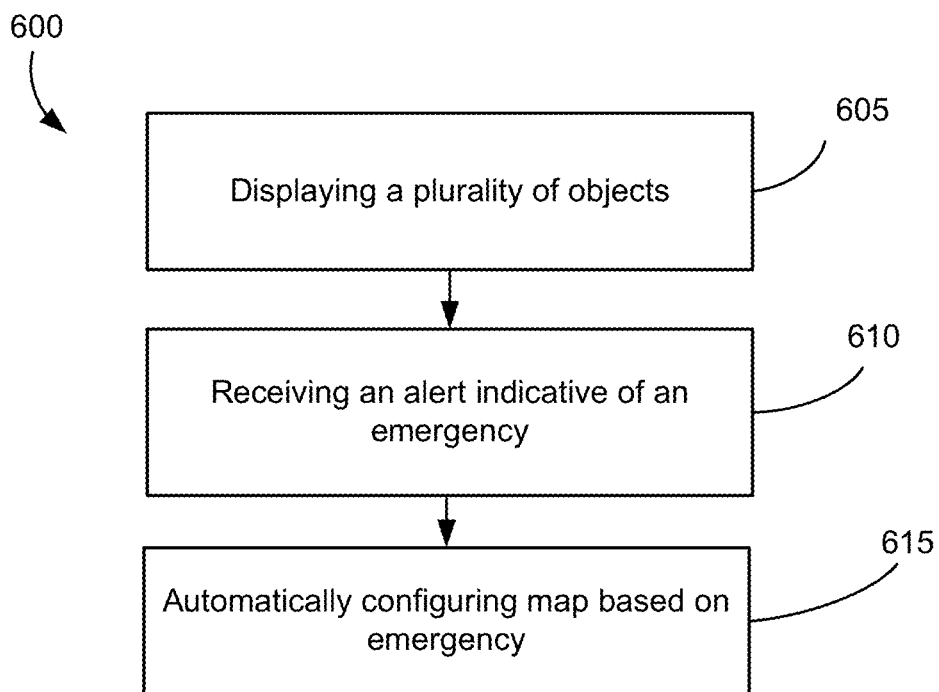 600
605
Displaying a plurality of objects
610
Receiving an alert indicative of an
emergency
615
Automatically configuring map based on
emergency